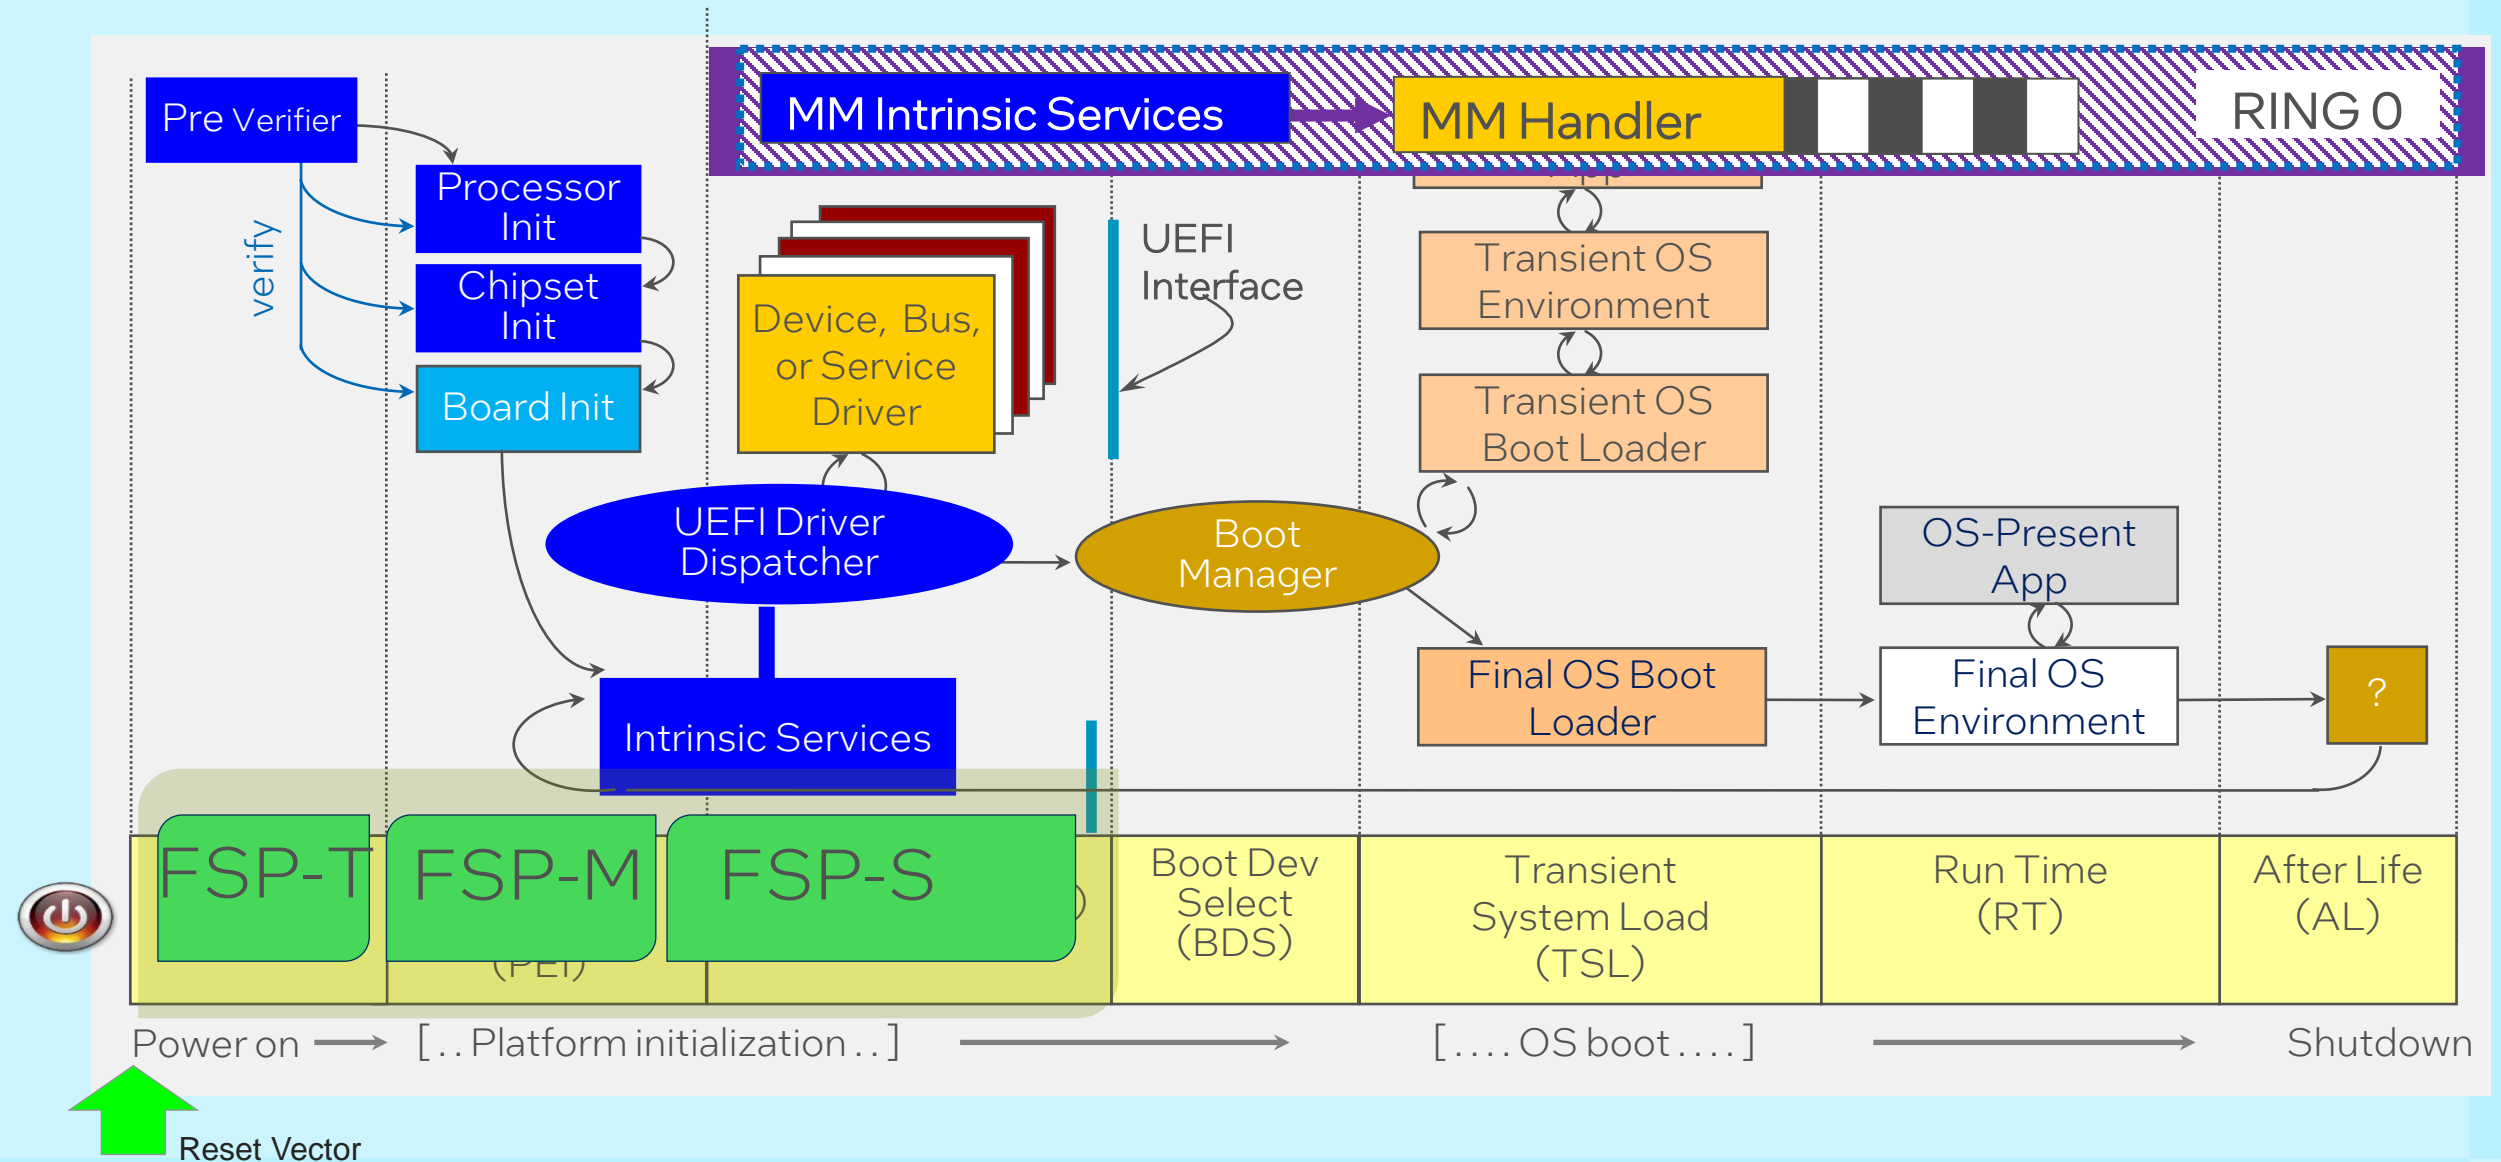 Pre Verifier
verify
Processor
Init
Chipset
Init
Board Init
MM Intrinsic Services
MM Handler
RING 0
Device, Bus,
or Service
Driver
UEFI
Interface
Transient OS
Environment
Transient OS
Boot Loader
UEFI Driver
Dispatcher
Boot
Manager
OS-Present
App
Intrinsic Services
Final OS Boot
Loader
Final OS
Environment
?
FSP-T
FSP-M
FSP-S
(PEI)
Boot Dev
Select
(BDS)
Transient
System Load
(TSL)
Run Time
(RT)
After Life
(AL)
Power on
[ . . Platform initialization . . ]
[ . . . . OS boot . . . . ]
Shutdown
Reset Vector